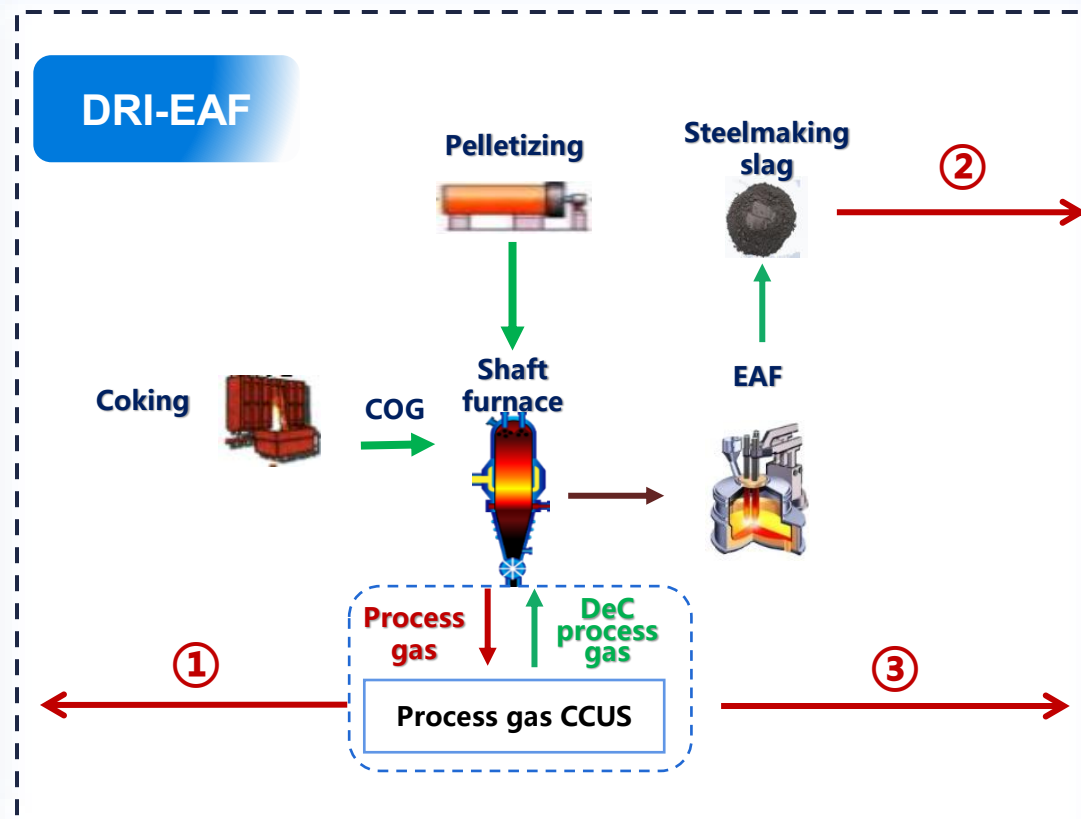 DRI-EAF
Pelletizing
Steelmaking
slag
②
Coking
COG
Shaft
furnace
EAF
Process
gas
DeC
process
gas
①
③
Process gas CCUS